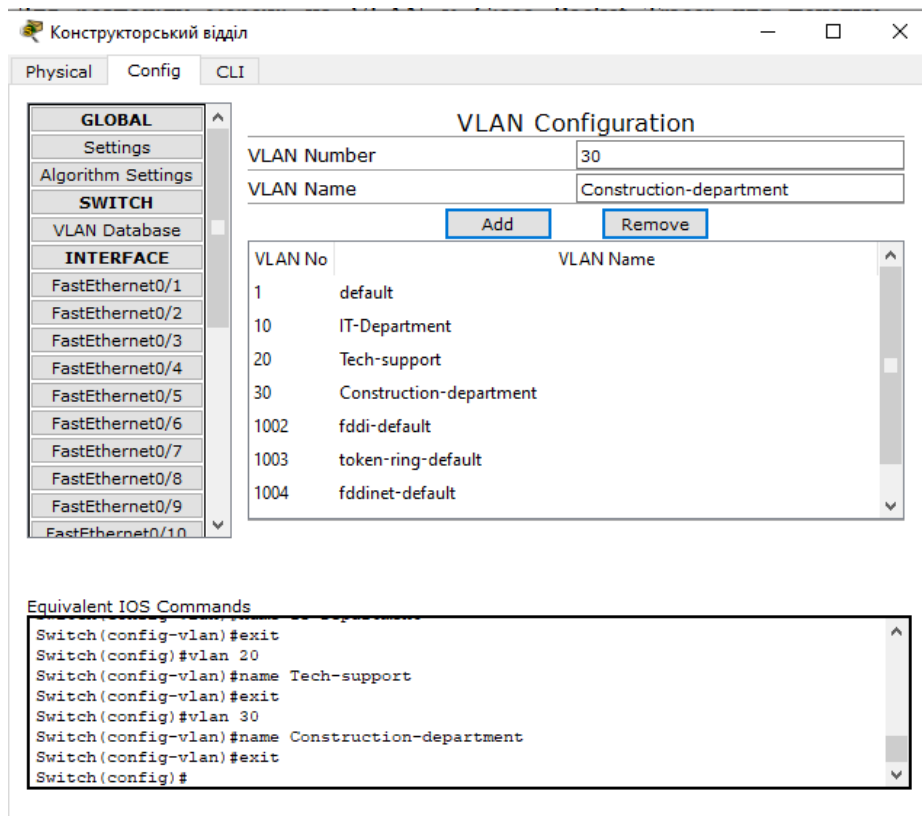 Конструкторський відділ
Physical Config CLI
GLOBAL
Settings
Algorithm Settings
SWITCH
VLAN Database
INTERFACE
FastEthernet0/1
FastEthernet0/2
FastEthernet0/3
FastEthernet0/4
FastEthernet0/5
FastEthernet0/6
FastEthernet0/7
FastEthernet0/8
FastEthernet0/9
FastEthernet0/10
VLAN Configuration
VLAN Number 30
VLAN Name Construction-department
Add Remove
VLAN No VLAN Name
1 default
10 IT-Department
20 Tech-support
30 Construction-department
1002 fddi-default
1003 token-ring-default
1004 fddinet-default
Equivalent IOS Commands
Switch(config-vlan)#exit
Switch(config)#vlan 20
Switch(config-vlan)#name Tech-support
Switch(config-vlan)#exit
Switch(config)#vlan 30
Switch(config-vlan)#name Construction-department
Switch(config-vlan)#exit
Switch(config)#